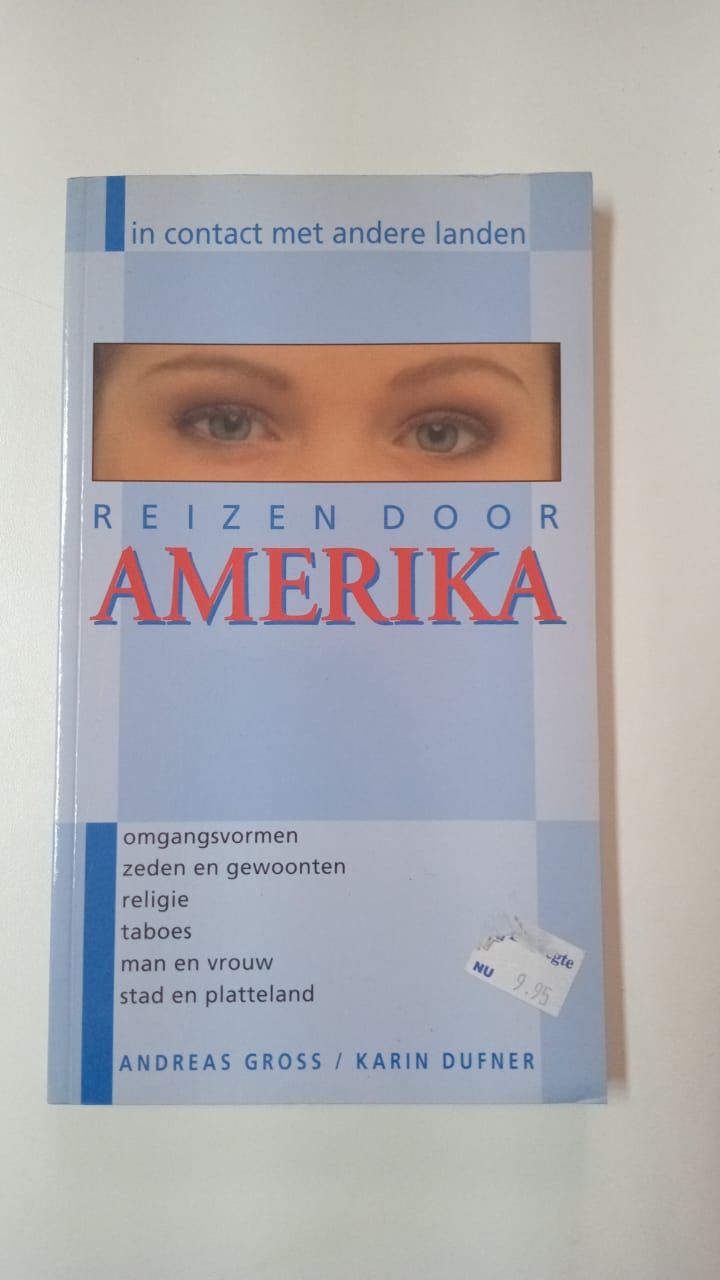 in contact met andere landen
REIZEN DOOR
AMERIKA
omgangsvormen
zeden en gewoonten
religie
taboes
man en vrouw
stad en platteland
NU 9.95
ANDREAS GROSS / KARIN DUFNER